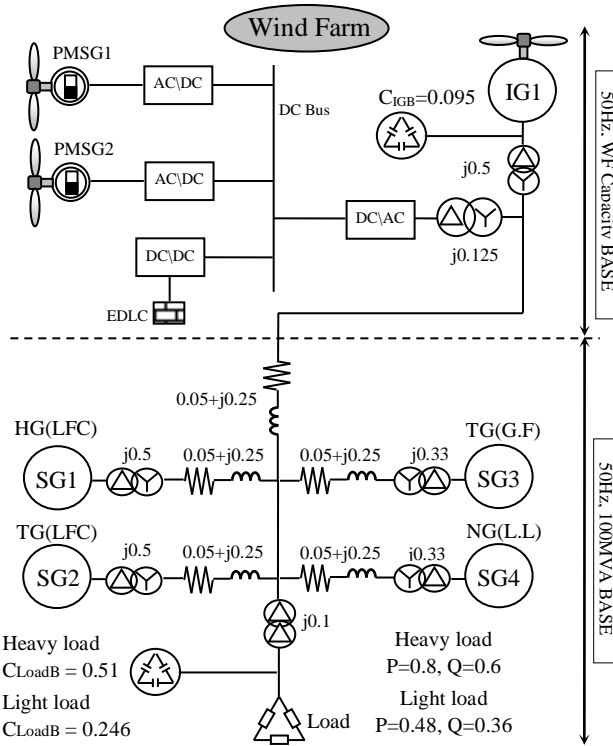 Wind Farm
PMSG1
AC\DC
DC Bus
CIGB=0.095
IG1
PMSG2
AC\DC
j0.5
DC\DC
DC\AC
j0.125
EDLC
50Hz, WF Capacity BASE
0.05+j0.25
HG(LFC)
TG(G.F)
j0.5
0.05+j0.25
0.05+j0.25
j0.33
SG1
SG3
TG(LFC)
NG(L.L)
j0.5
0.05+j0.25
0.05+j0.25
j0.33
SG2
SG4
50Hz, 100MVA BASE
j0.1
Heavy load
CLoadB = 0.51
Light load
CLoadB = 0.246
Heavy load
P=0.8, Q=0.6
Light load
P=0.48, Q=0.36
Load